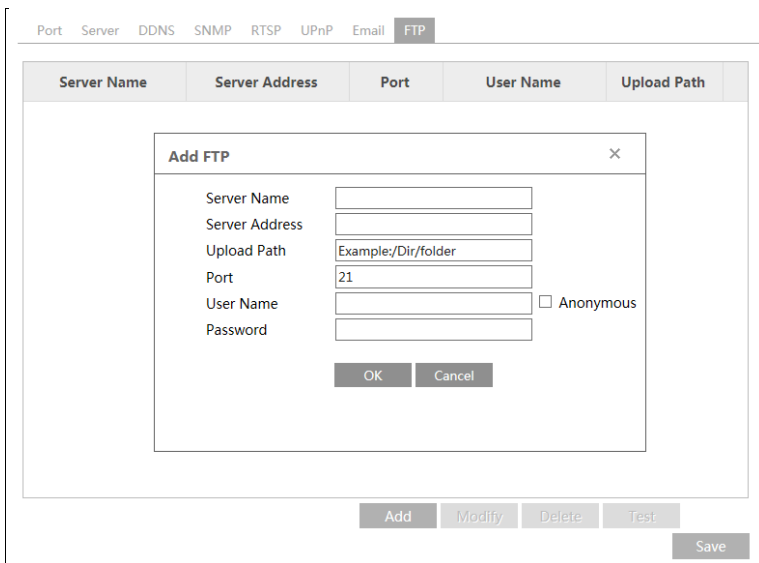 Port Server DDNS SNMP RTSP UPnP Email FTP
Server Name Server Address Port User Name Upload Path
Add FTP ×
Server Name
Server Address
Upload Path Example:/Dir/folder
Port 21
User Name Anonymous
Password
OK Cancel
Add Modify Delete Test
Save